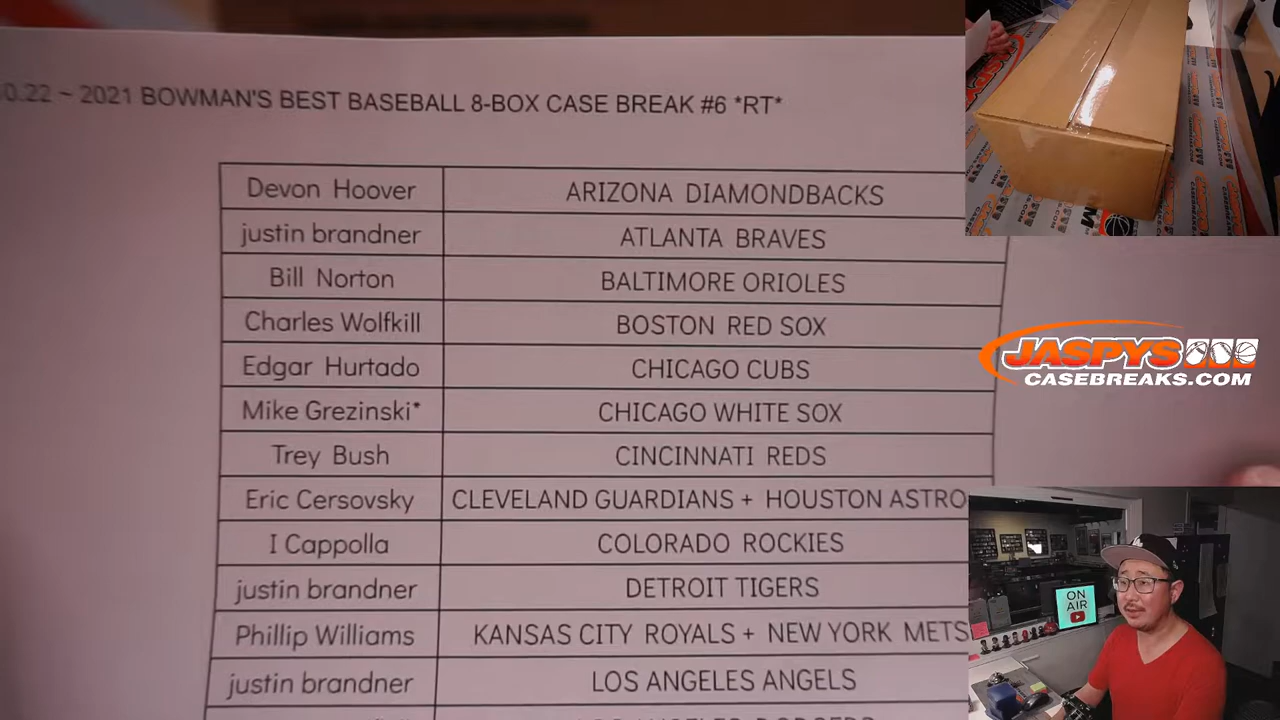 0.22 ~ 2021 BOWMAN'S BEST BASEBALL 8-BOX CASE BREAK #6 *RT*
Devon Hoover ARIZONA DIAMONDBACKS
justin brandner ATLANTA BRAVES
Bill Norton BALTIMORE ORIOLES
Charles Wolfkill BOSTON RED SOX
Edgar Hurtado CHICAGO CUBS
Mike Grezinski* CHICAGO WHITE SOX
Trey Bush CINCINNATI REDS
Eric Cersovsky CLEVELAND GUARDIANS + HOUSTON ASTRO
I Cappolla COLORADO ROCKIES
justin brandner DETROIT TIGERS
Phillip Williams KANSAS CITY ROYALS + NEW YORK METS
justin brandner LOS ANGELES ANGELS
JASPYS
CASEBREAKS.COM
ON
AIR